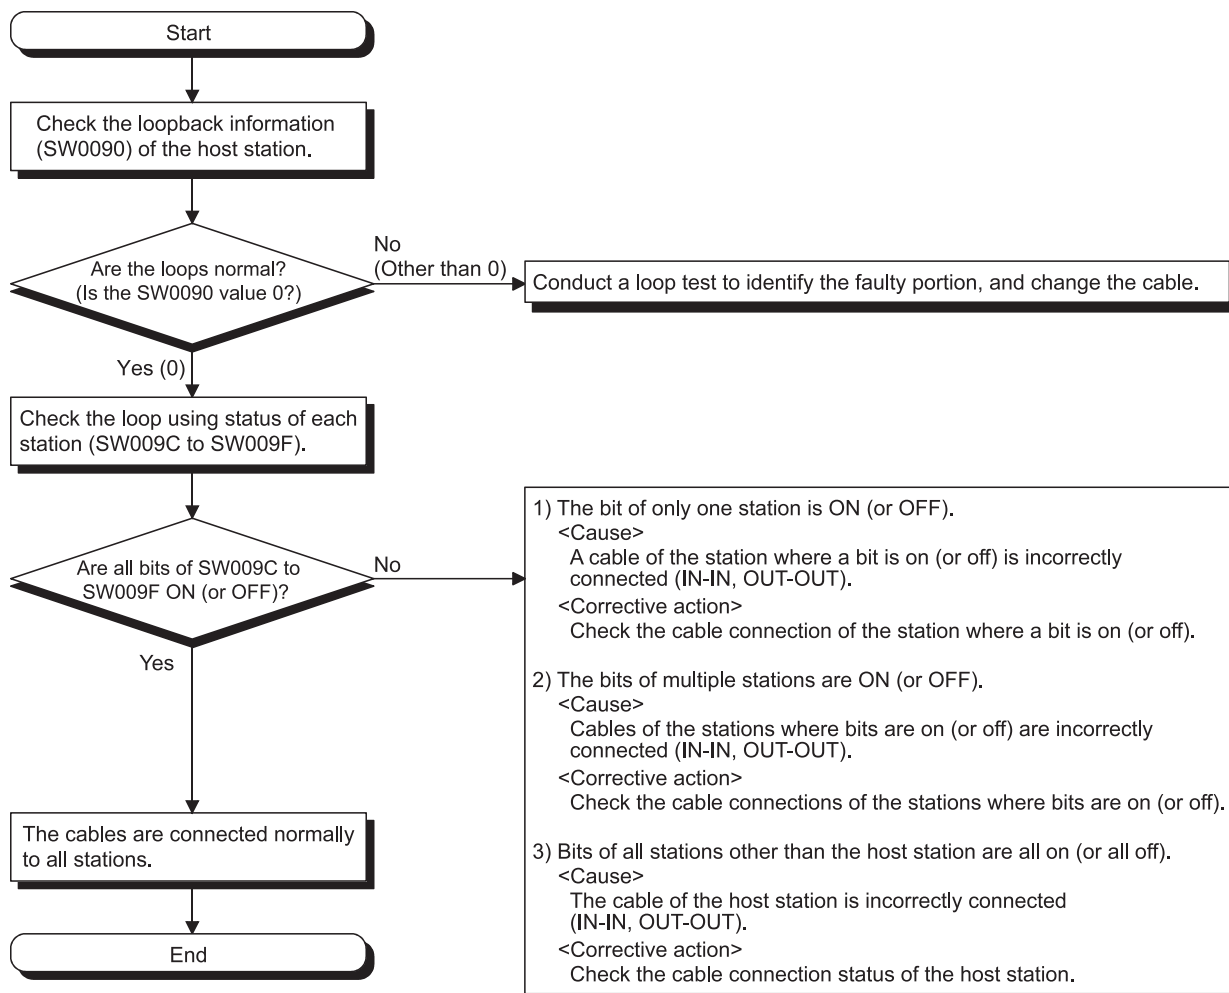 Start
Check the loopback information
(SW0090) of the host station.
Are the loops normal?
(Is the SW0090 value 0?)
No
(Other than 0)
Conduct a loop test to identify the faulty portion, and change the cable.
Yes (0)
Check the loop using status of each
station (SW009C to SW009F).
Are all bits of SW009C to
SW009F ON (or OFF)?
No
Yes
1) The bit of only one station is ON (or OFF).
<Cause>
A cable of the station where a bit is on (or off) is incorrectly
connected (IN-IN, OUT-OUT).
<Corrective action>
Check the cable connection of the station where a bit is on (or off).
2) The bits of multiple stations are ON (or OFF).
<Cause>
Cables of the stations where bits are on (or off) are incorrectly
connected (IN-IN, OUT-OUT).
<Corrective action>
Check the cable connections of the stations where bits are on (or off).
3) Bits of all stations other than the host station are all on (or all off).
<Cause>
The cable of the host station is incorrectly connected
(IN-IN, OUT-OUT).
<Corrective action>
Check the cable connection status of the host station.
The cables are connected normally
to all stations.
End